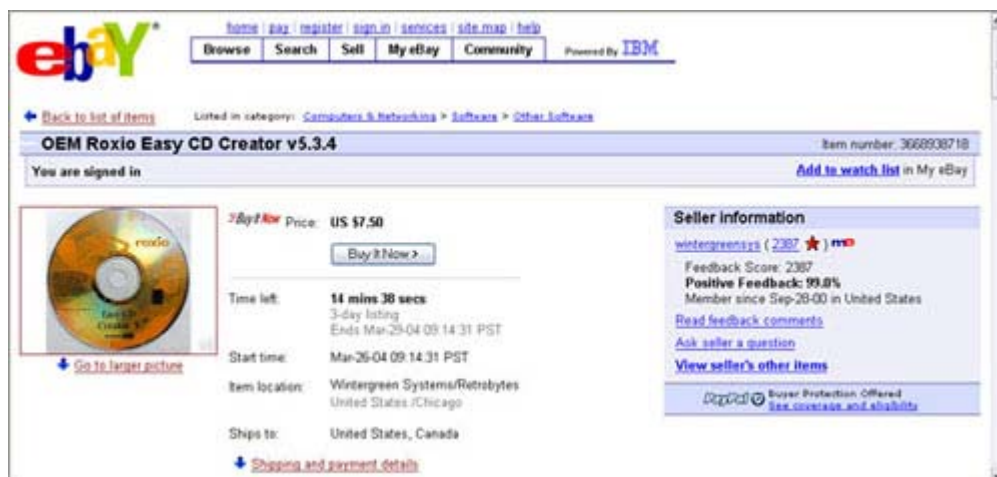 ebaY
home | pay | register | sign in | services | site map | help
Browse Search Sell My eBay Community Powered By IBM
Back to list of items Listed in category: Computers & Networking > Software > Other Software
OEM Roxio Easy CD Creator v5.3.4 Item number: 3668938718
You are signed in Add to watch list in My eBay
roxio
Easy CD
Creator 5
Go to larger picture
Buy It Now Price: US $7.50
Buy It Now >
Time left: 14 mins 38 secs
3-day listing
Ends Mar-29-04 09:14:31 PST
Start time: Mar-26-04 09:14:31 PST
Item location: Wintergreen Systems/Retrobytes
United States /Chicago
Ships to: United States, Canada
Shipping and payment details
Seller information
wintergreensys ( 2387 ) me
Feedback Score: 2387
Positive Feedback: 99.8%
Member since Sep-28-00 in United States
Read feedback comments
Ask seller a question
View seller's other items
PayPal Buyer Protection Offered
See coverage and eligibility